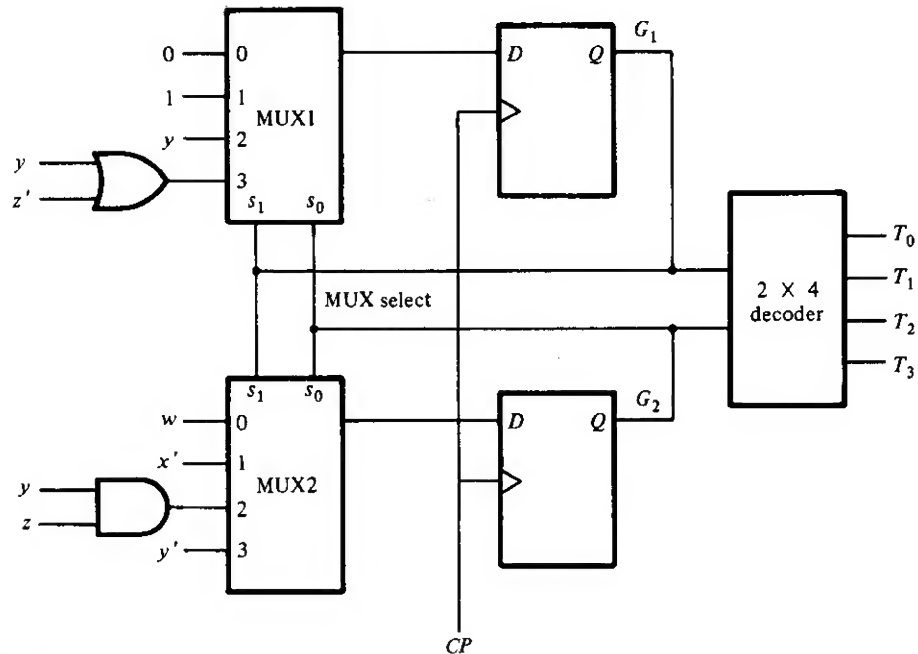 0
1
y
y
z'
0
1
2
3
MUX1
s₁ s₀
D Q
G₁
MUX select
2 × 4
decoder
T₀
T₁
T₂
T₃
s₁ s₀
w
x'
y
z
y'
0
1
2
3
MUX2
D Q
G₂
CP